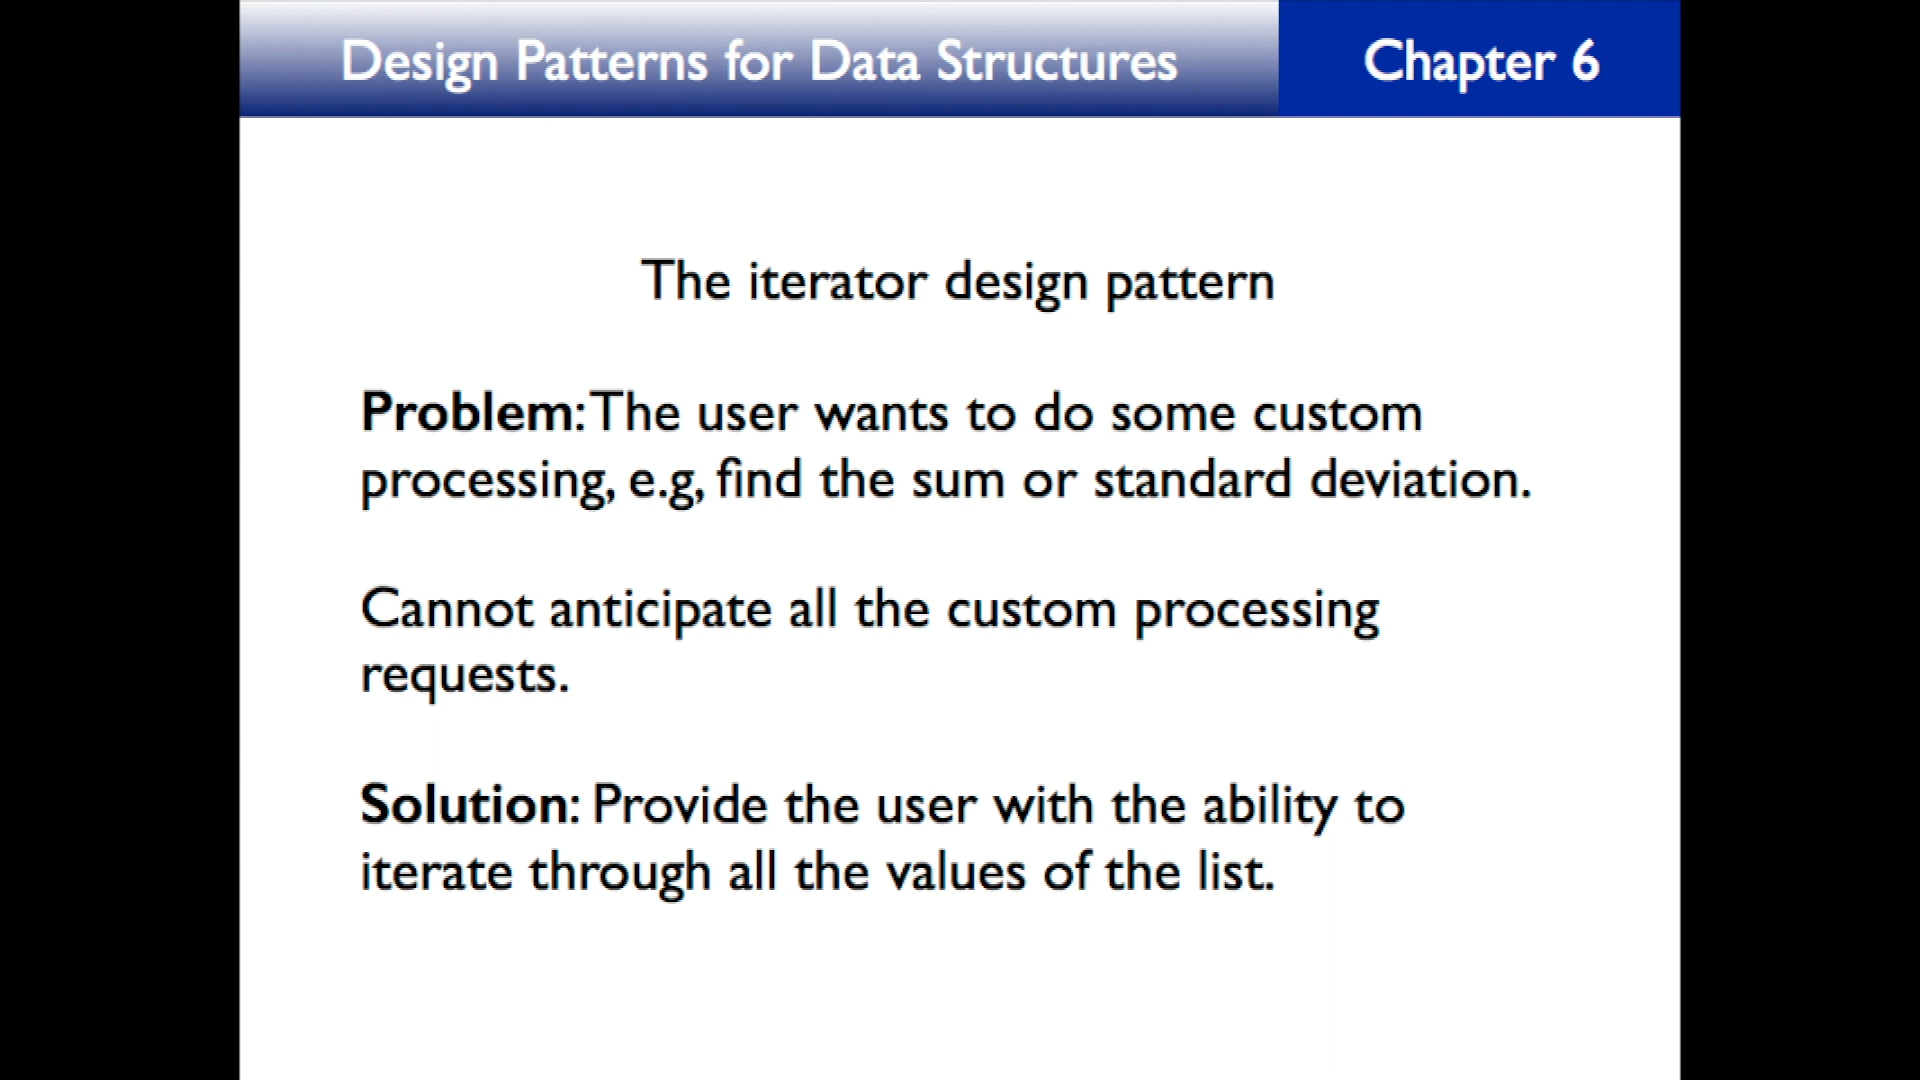 Design Patterns for Data Structures
Chapter 6
The iterator design pattern
Problem: The user wants to do some custom
processing, e.g, find the sum or standard deviation.
Cannot anticipate all the custom processing
requests.
Solution: Provide the user with the ability to
iterate through all the values of the list.